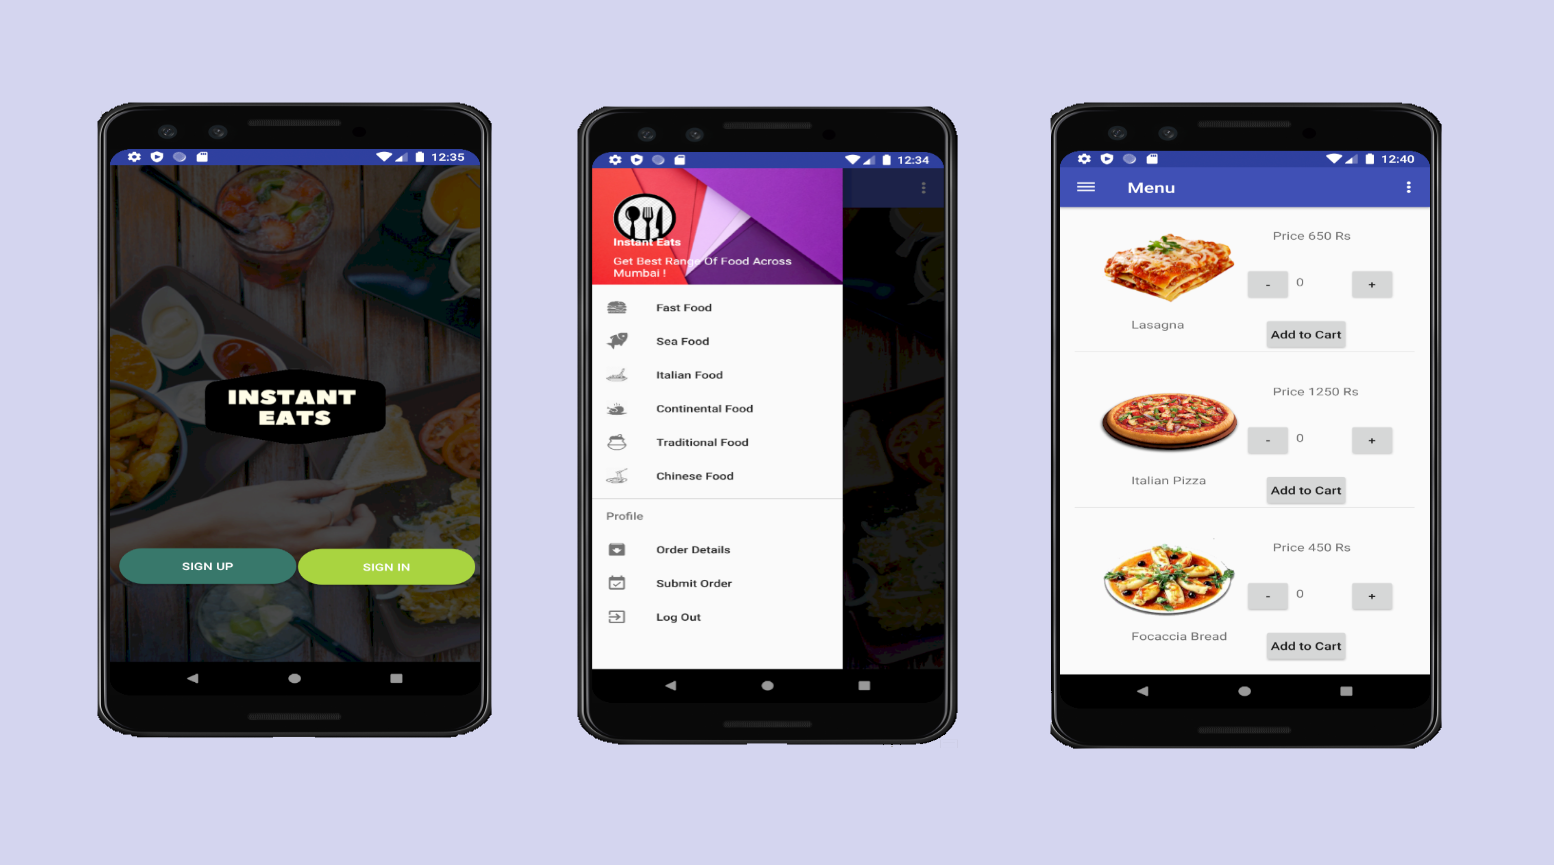 12:35
INSTANT
EATS
SIGN UP
SIGN IN
12:34
Instant Eats
Get Best Range Of Food Across
Mumbai !
Fast Food
Sea Food
Italian Food
Continental Food
Traditional Food
Chinese Food
Profile
Order Details
Submit Order
Log Out
12:40
Menu
Price 650 Rs
- 0 +
Lasagna
Add to Cart
Price 1250 Rs
- 0 +
Italian Pizza
Add to Cart
Price 450 Rs
- 0 +
Focaccia Bread
Add to Cart